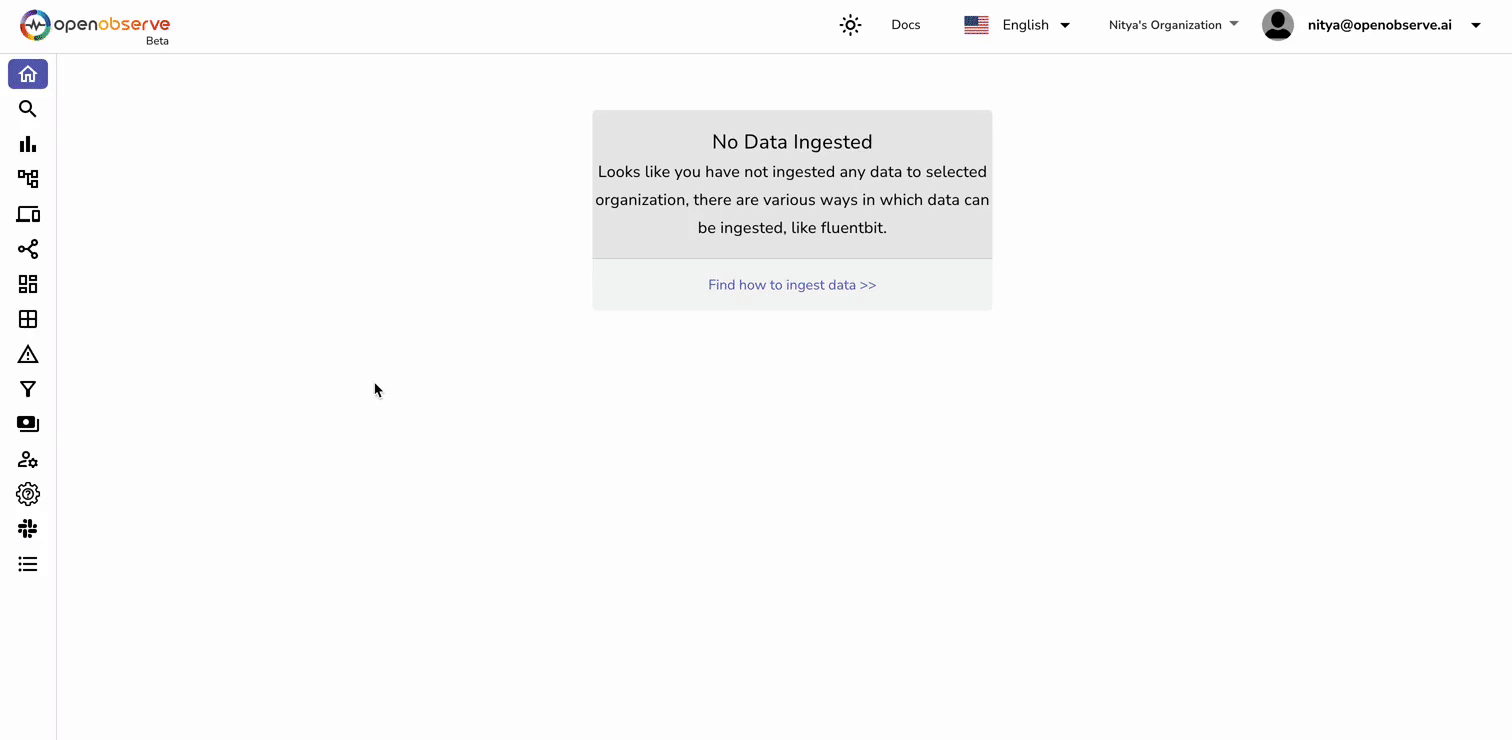 openobserve
Beta
Docs
English
Nitya's Organization
nitya@openobserve.ai
No Data Ingested
Looks like you have not ingested any data to selected
organization, there are various ways in which data can
be ingested, like fluentbit.
Find how to ingest data >>